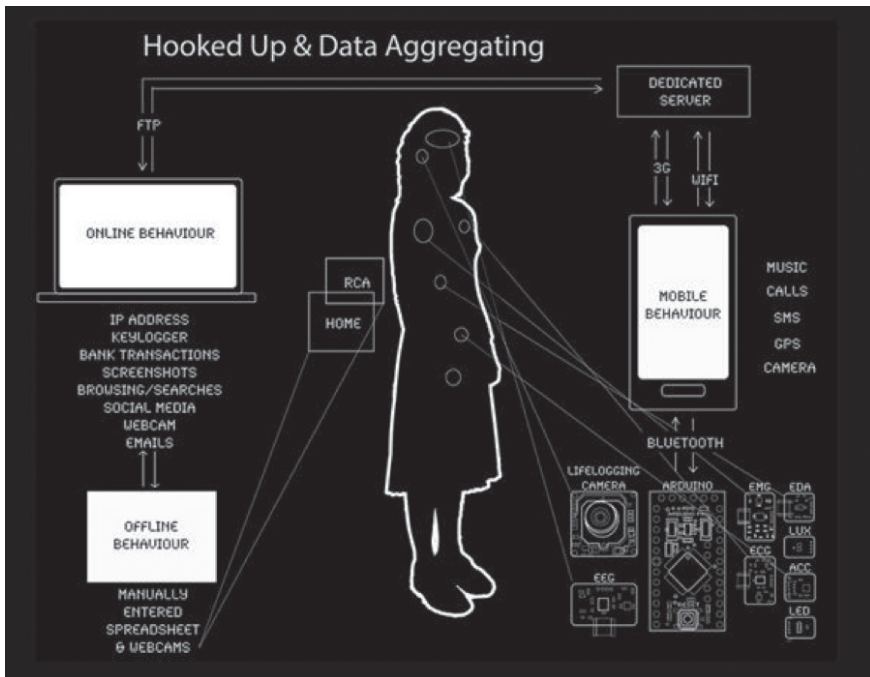 Hooked Up & Data Aggregating
DEDICATED
SERVER
FTP
3G
WIFI
ONLINE BEHAVIOUR
RCA
HOME
MOBILE
BEHAVIOUR
MUSIC
CALLS
SMS
GPS
CAMERA
IP ADDRESS
KEYLOGGER
BANK TRANSACTIONS
SCREENSHOTS
BROWSING/SEARCHES
SOCIAL MEDIA
WEBCAM
EMAILS
BLUETOOTH
OFFLINE
BEHAVIOUR
LIFELOGGING
CAMERA
ARDUINO
EMG
EDA
LUX
ECG
ACC
EEG
LED
MANUALLY
ENTERED
SPREADSHEET
& WEBCAMS